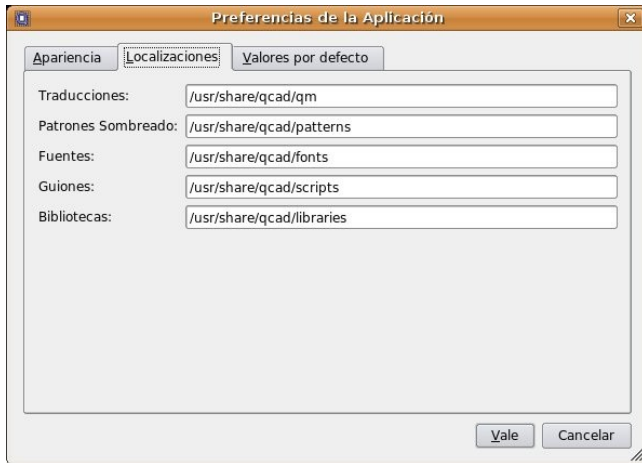 Preferencias de la Aplicación
Apariencia Localizaciones Valores por defecto
Traducciones: /usr/share/qcad/qm
Patrones Sombreado: /usr/share/qcad/patterns
Fuentes: /usr/share/qcad/fonts
Guiones: /usr/share/qcad/scripts
Bibliotecas: /usr/share/qcad/libraries
Vale Cancelar